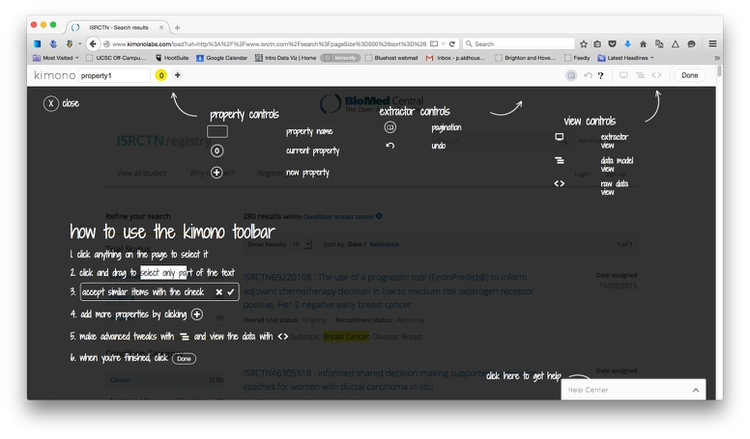 ISRCTN - Search results
www.kimonolabs.com/load?url=http%3A%2F%2Fwww.isrctn.com%2Fsearch%3FpageSize%3D500%26sort%3D%26
Search
Most Visited
UCSC Off-Campu...
HootSuite
Google Calendar
Intro Data Viz | Home
kimonify
Bluehost webmail
Inbox - p.aldhous...
Brighton and Hove...
Feedly
Latest Headlines
kimono
property1
0
+
?
Done
X close
property controls
property name
0 current property
new property
extractor controls
pagination
undo
view controls
extractor view
data model view
raw data view
BioMed Central
The Open
ISRCTN registry
View all studies
Why
Register
Login
how to use the kimono toolbar
1. click anything on the page to select it
2. click and drag to select only part of the text
3. accept similar items with the check
4. add more properties by clicking +
5. make advanced tweaks with and view the data with <>
6. when you're finished, click Done
Refine your search
Trial Status
Cancer
280 results within Condition: breast cancer
Show Results 10 Sort by Date / Relevance
1 of 1
ISRCTN69220108 : The use of a prognostic tool (EndoPredict®) to inform
adjuvant chemotherapy decision in low to medium risk oestrogen receptor
positive, Her-2 negative early breast cancer
Date assigned
18/08/2015
Overall trial status: Ongoing Recruitment status: Recruiting
Subtopic: Breast Cancer; Disease: Breast
ISRCTN46305518 : Informed shared decision making
coaches for women with ductal carcinoma in situ
Date assigned
click here to get help
Help Center